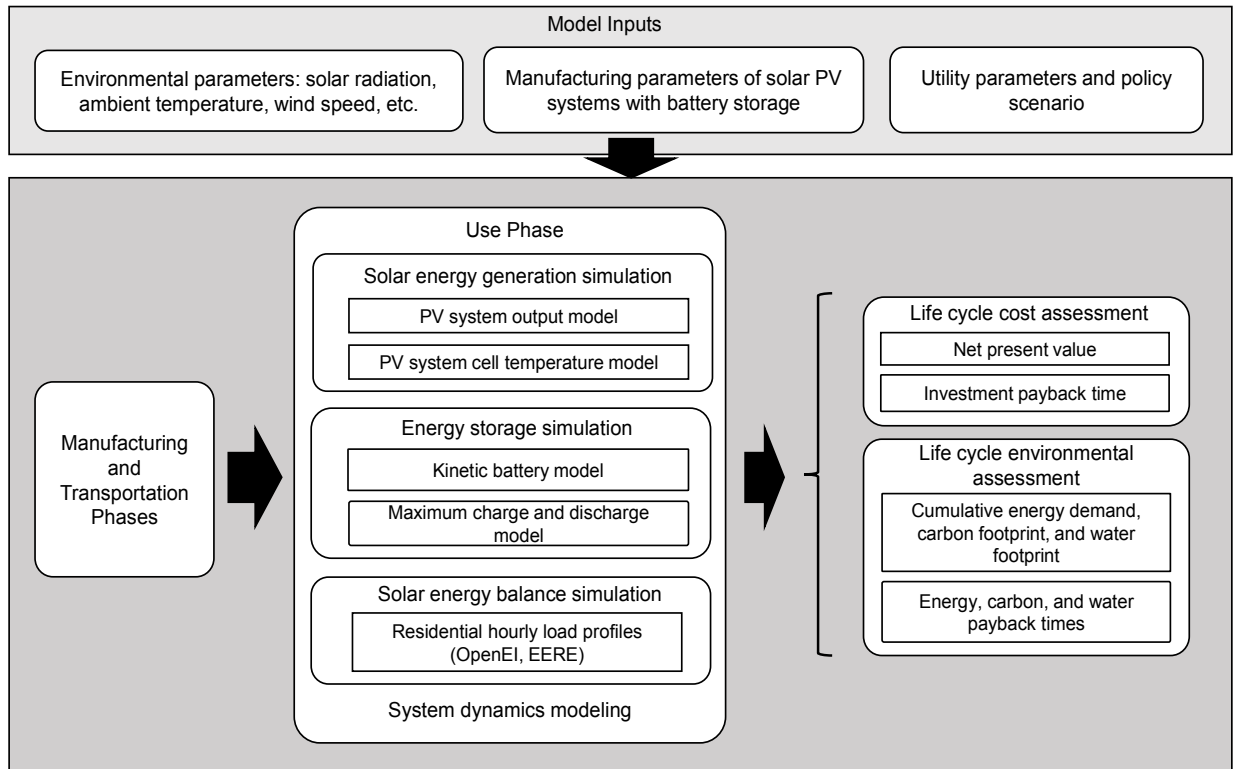 Model Inputs
Environmental parameters: solar radiation,
ambient temperature, wind speed, etc.
Manufacturing parameters of solar PV
systems with battery storage
Utility parameters and policy
scenario
Manufacturing
and
Transportation
Phases
Use Phase
Solar energy generation simulation
PV system output model
PV system cell temperature model
Energy storage simulation
Kinetic battery model
Maximum charge and discharge
model
Solar energy balance simulation
Residential hourly load profiles
(OpenEI, EERE)
System dynamics modeling
Life cycle cost assessment
Net present value
Investment payback time
Life cycle environmental
assessment
Cumulative energy demand,
carbon footprint, and water
footprint
Energy, carbon, and water
payback times